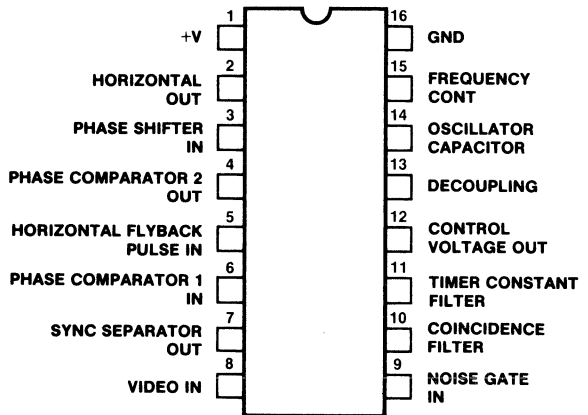 1
+V
2
HORIZONTAL
OUT
3
PHASE SHIFTER
IN
4
PHASE COMPARATOR 2
OUT
5
HORIZONTAL FLYBACK
PULSE IN
6
PHASE COMPARATOR 1
IN
7
SYNC SEPARATOR
OUT
8
VIDEO IN
16
GND
15
FREQUENCY
CONT
14
OSCILLATOR
CAPACITOR
13
DECOUPLING
12
CONTROL
VOLTAGE OUT
11
TIMER CONSTANT
FILTER
10
COINCIDENCE
FILTER
9
NOISE GATE
IN